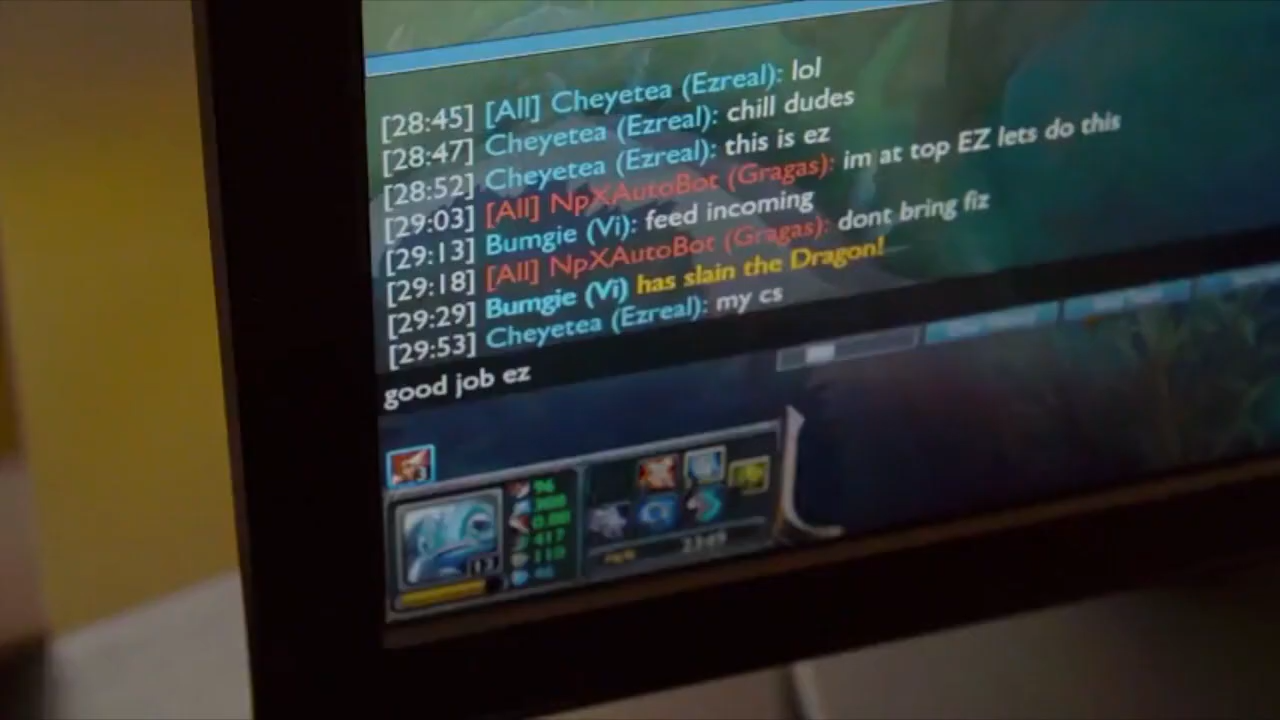 [28:45] [All] Cheyetea (Ezreal): lol
[28:47] Cheyetea (Ezreal): chill dudes
[28:52] Cheyetea (Ezreal): this is ez
[29:03] [All] NpXAutoBot (Gragas): im at top EZ lets do this
[29:13] Bumgie (Vi): feed incoming
[29:18] [All] NpXAutoBot (Gragas): dont bring fiz
[29:29] Bumgie (Vi) has slain the Dragon!
[29:53] Cheyetea (Ezreal): my cs
good job ez
3
417
110